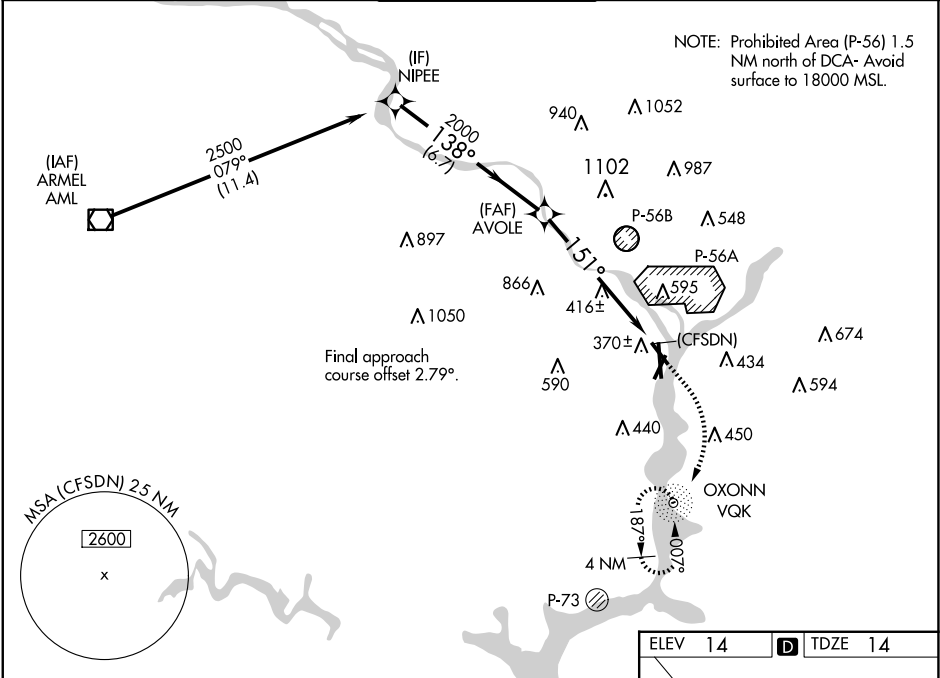 NOTE: Prohibited Area (P-56) 1.5
NM north of DCA- Avoid
surface to 18000 MSL.
(IF)
NIPEE
940
1052
2000
138°
(6.7)
2500
079°
(11.4)
(IAF)
ARMEL
AML
1102
987
(FAF)
AVOLE
P-56B
548
897
151°
P-56A
866
416±
595
1050
370±
(CFSDN)
674
434
Final approach
course offset 2.79°.
590
594
440
450
MSA (CFSDN) 25 NM
2600
x
OXONN
VQK
187°
007°
4 NM
P-73
ELEV 14
D
TDZE 14